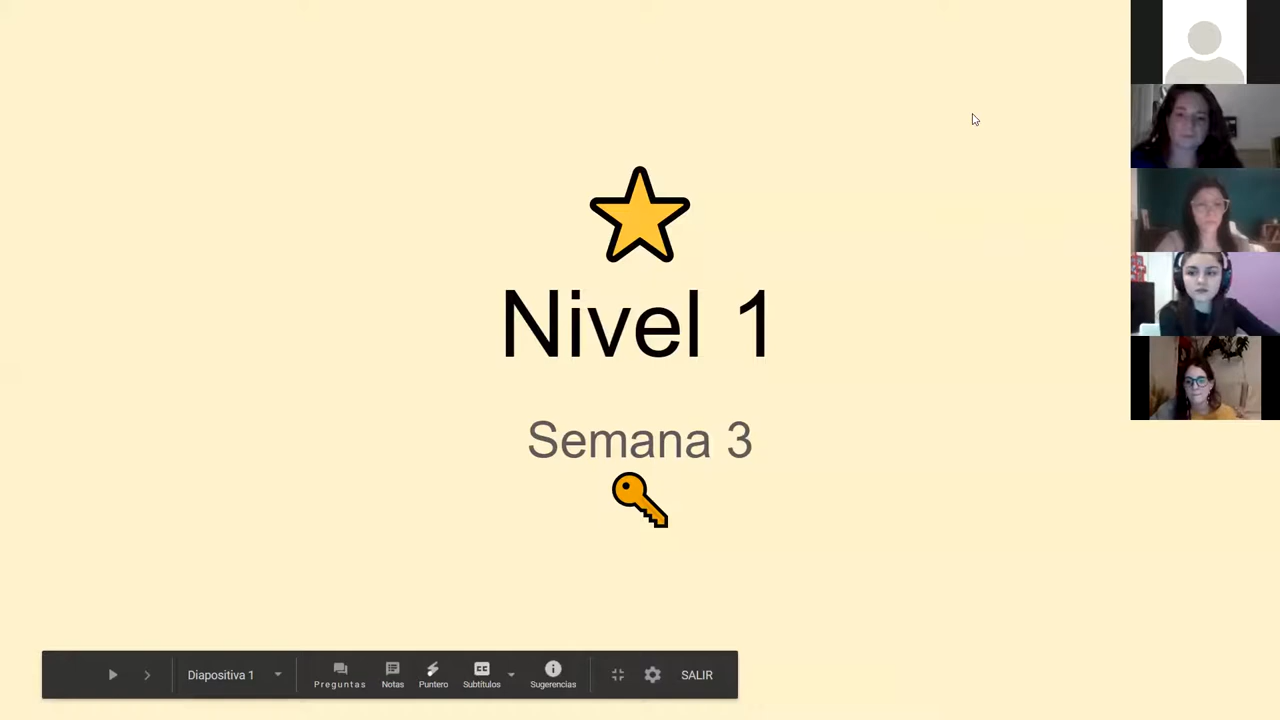 Nivel 1
Semana 3
Diapositiva 1
Preguntas
Notas
Puntero
Subtítulos
Sugerencias
SALIR